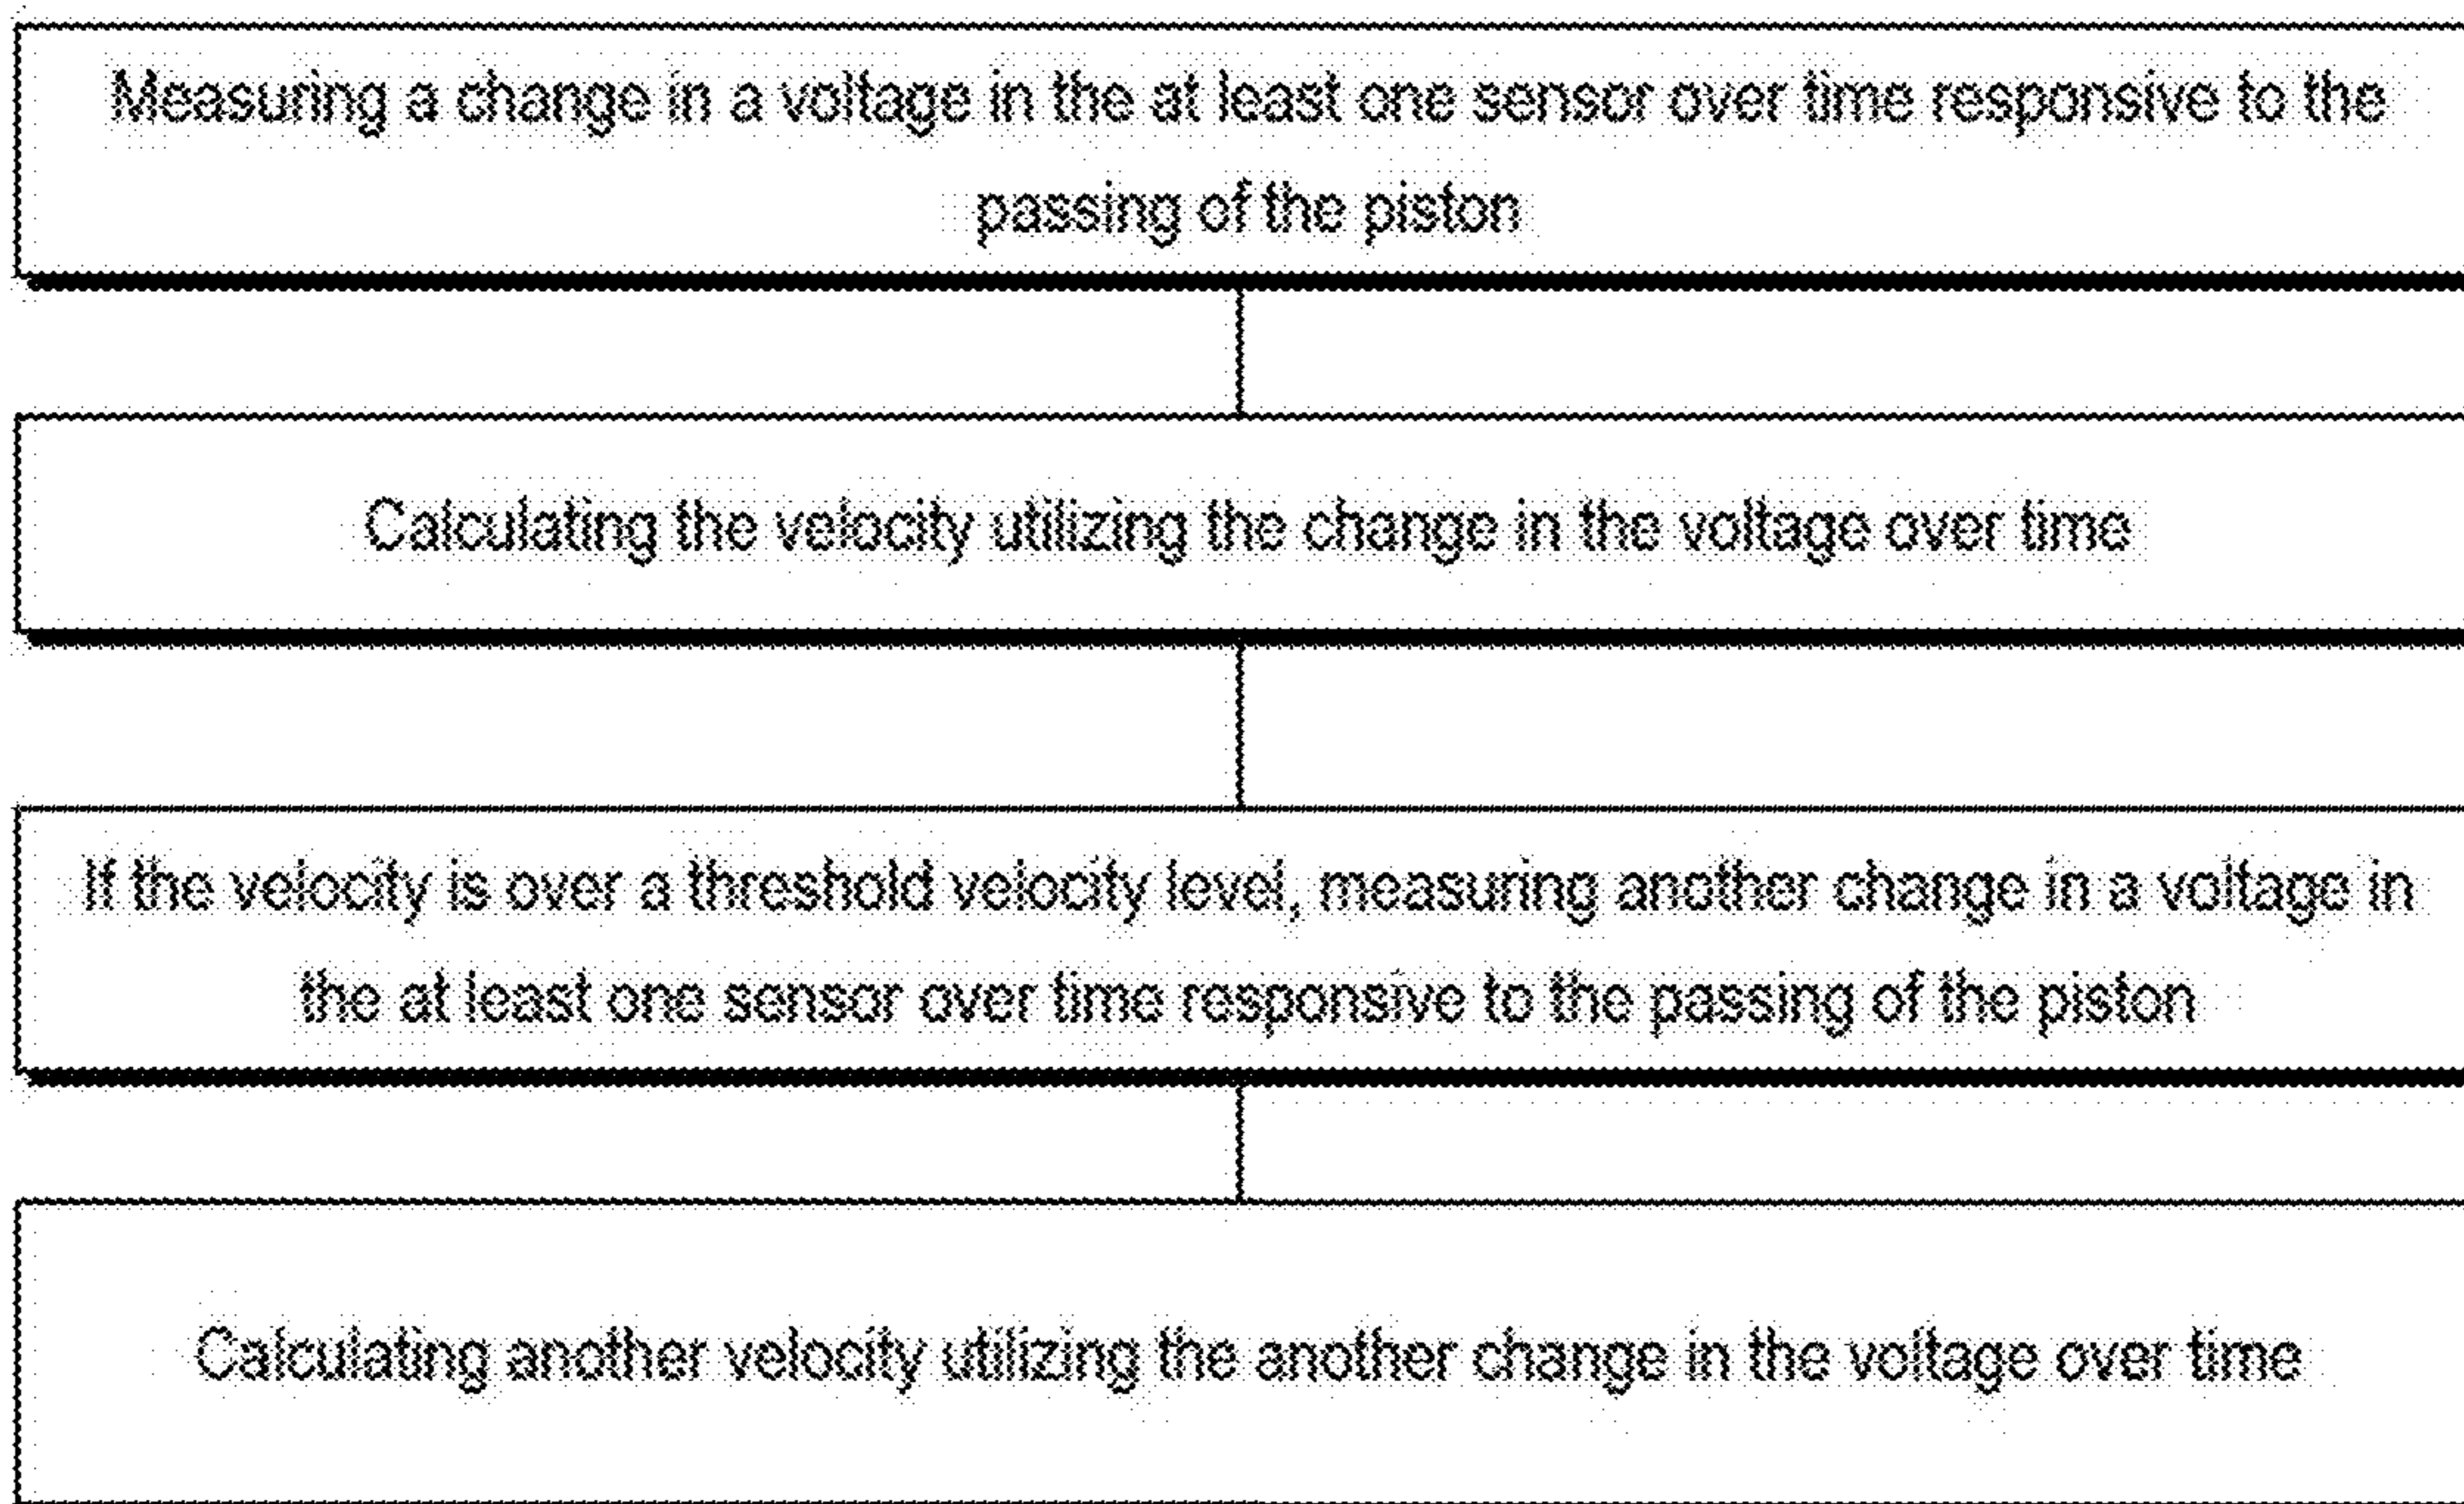 Measuring a change in a voltage in the at least one sensor over time responsive to the
passing of the piston
Calculating the velocity utilizing the change in the voltage over time
If the velocity is over a threshold velocity level, measuring another change in a voltage in
the at least one sensor over time responsive to the passing of the piston
Calculating another velocity utilizing the another change in the voltage over time